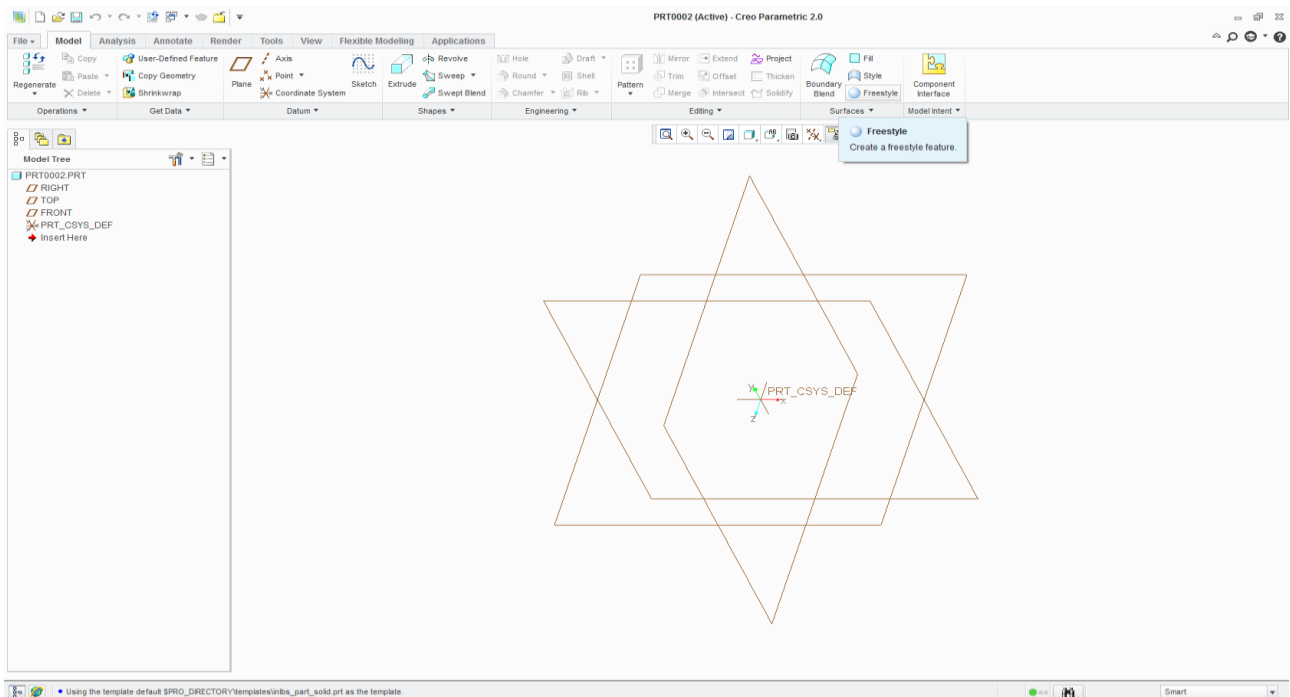 PRT0002 (Active) - Creo Parametric 2.0
File Model Analysis Annotate Render Tools View Flexible Modeling Applications
Regenerate
Copy
Paste
Delete
Operations
User-Defined Feature
Copy Geometry
Shrinkwrap
Get Data
Plane
Axis
Point
Coordinate System
Sketch
Datum
Extrude
Revolve
Sweep
Swept Blend
Shapes
Hole
Round
Chamfer
Draft
Shell
Rib
Engineering
Pattern
Mirror
Trim
Merge
Extend
Offset
Intersect
Project
Thicken
Solidify
Editing
Boundary
Blend
Fill
Style
Freestyle
Surfaces
Component
Interface
Model Intent
Freestyle
Create a freestyle feature.
Model Tree
PRT0002.PRT
RIGHT
TOP
FRONT
PRT_CSYS_DEF
Insert Here
Y
PRT_CSYS_DEF
X
Z
Using the template default $PRO_DIRECTORY\templates\inlbs_part_solid.prt as the template.
Smart